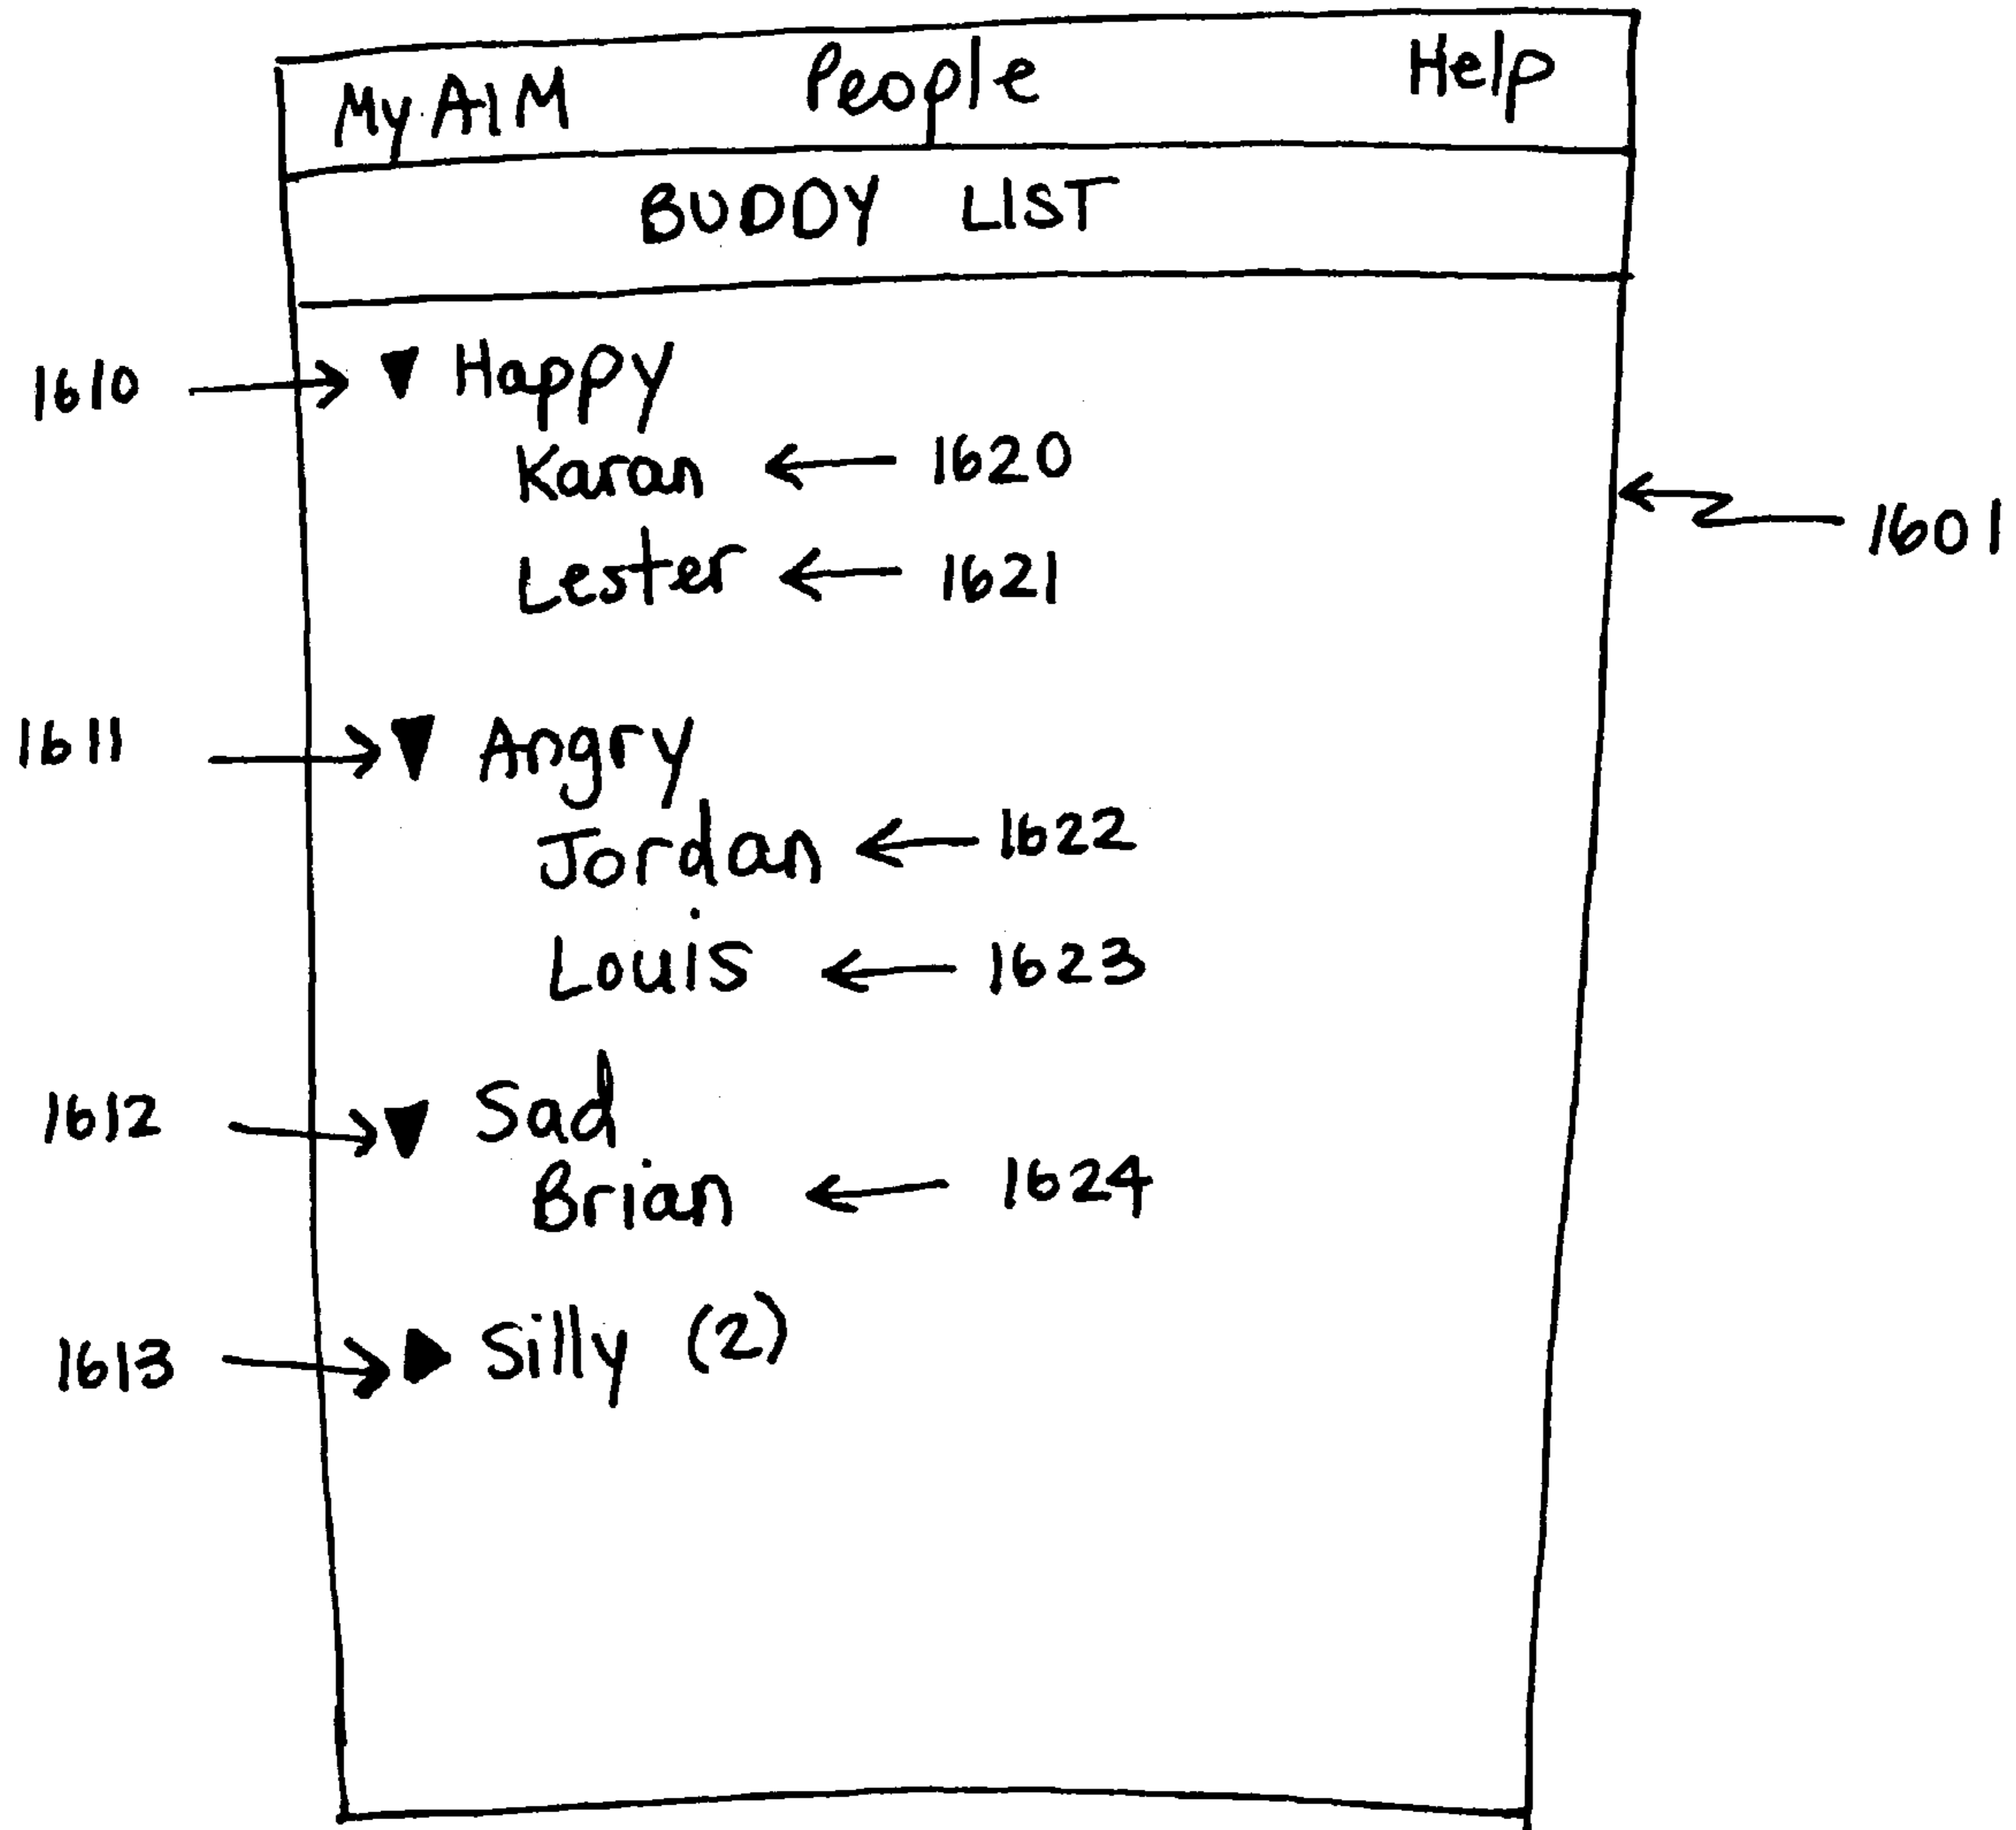 My AIM People Help
BUDDY LIST
1610 Happy
Karan 1620
1601
Lester 1621
1611 Angry
Jordan 1622
Louis 1623
1612 Sad
Brian 1624
1613 Silly (2)